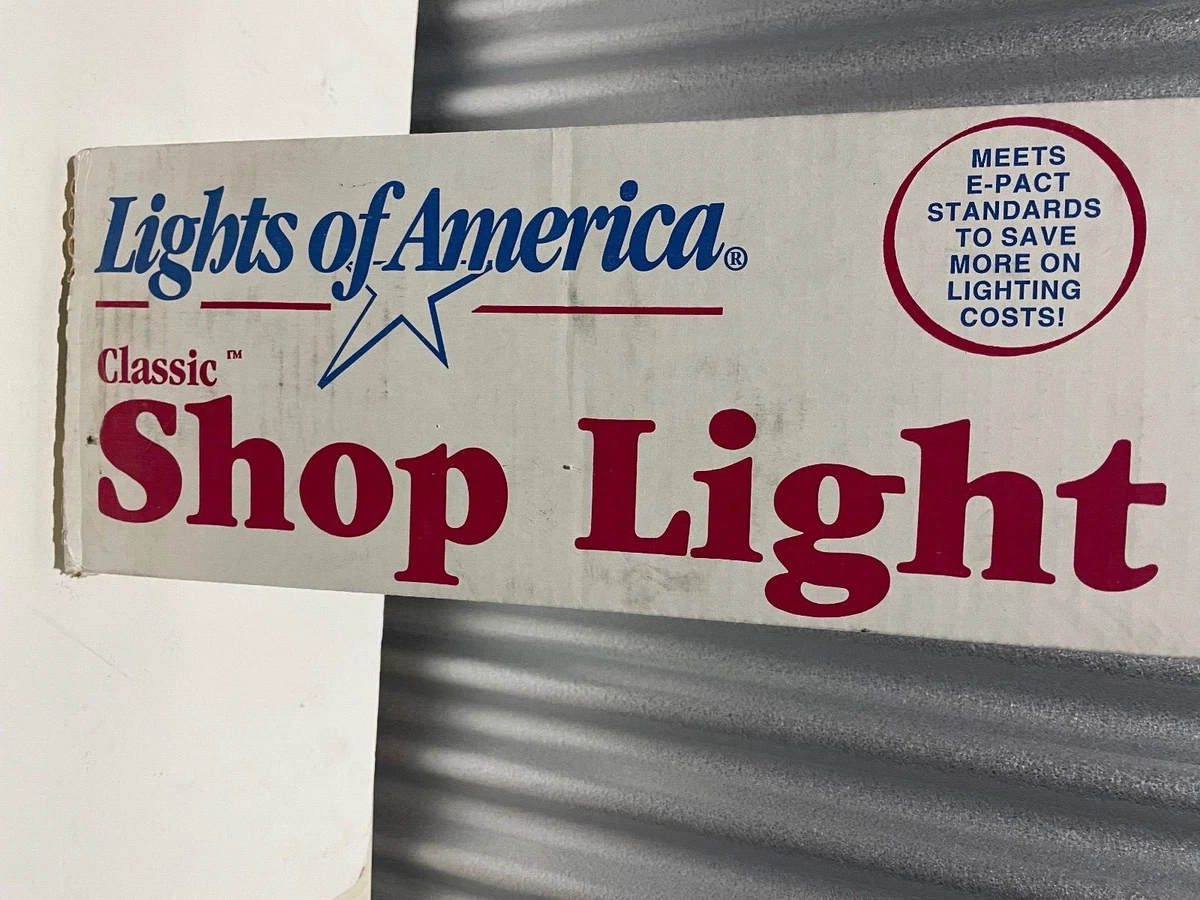 Lights of America®
Classic™
Shop Light
MEETS
E-PACT
STANDARDS
TO SAVE
MORE ON
LIGHTING
COSTS!